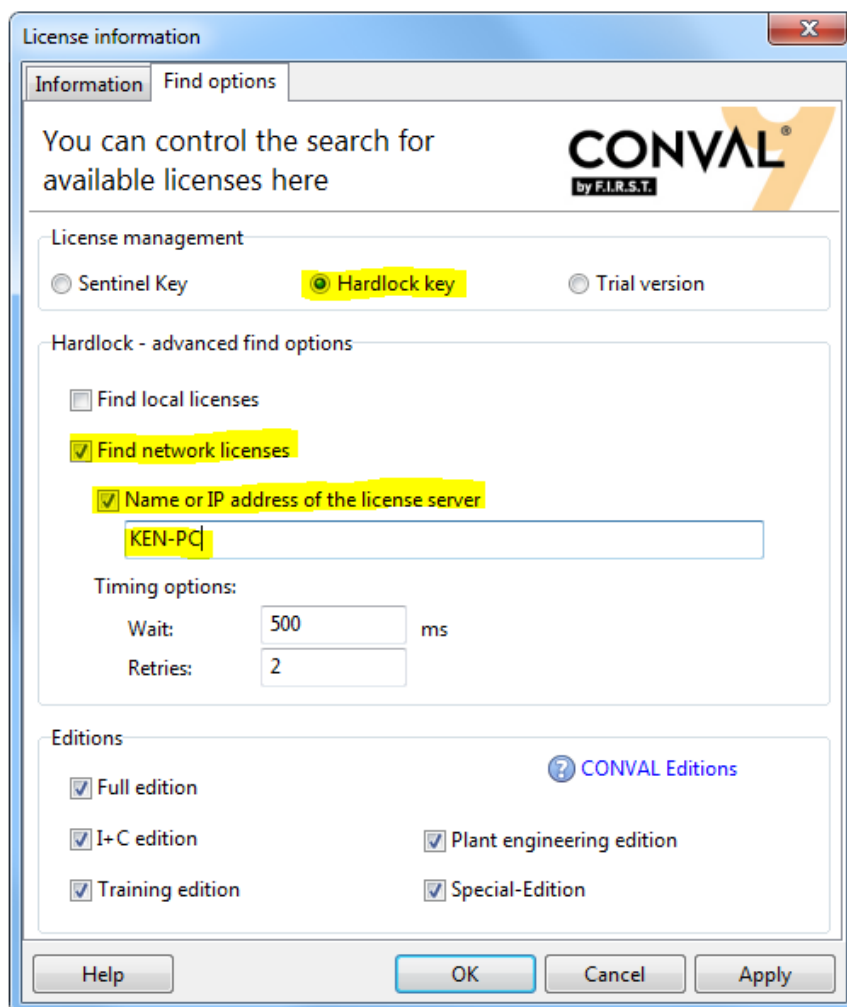 License information
Information
Find options
You can control the search for
available licenses here
CONVAL®
by F.I.R.S.T.
9
License management
Sentinel Key
Hardlock key
Trial version
Hardlock - advanced find options
Find local licenses
Find network licenses
Name or IP address of the license server
KEN-PC
Timing options:
Wait:
500
ms
Retries:
2
Editions
? CONVAL Editions
Full edition
I+C edition
Plant engineering edition
Training edition
Special-Edition
Help
OK
Cancel
Apply